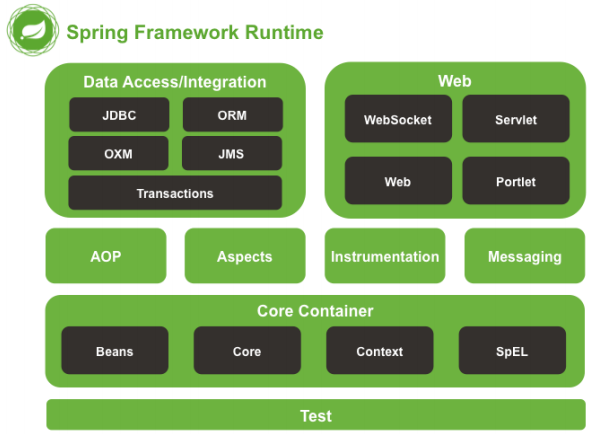 Spring Framework Runtime
Data Access/Integration
JDBC
ORM
OXM
JMS
Transactions
Web
WebSocket
Servlet
Web
Portlet
AOP
Aspects
Instrumentation
Messaging
Core Container
Beans
Core
Context
SpEL
Test